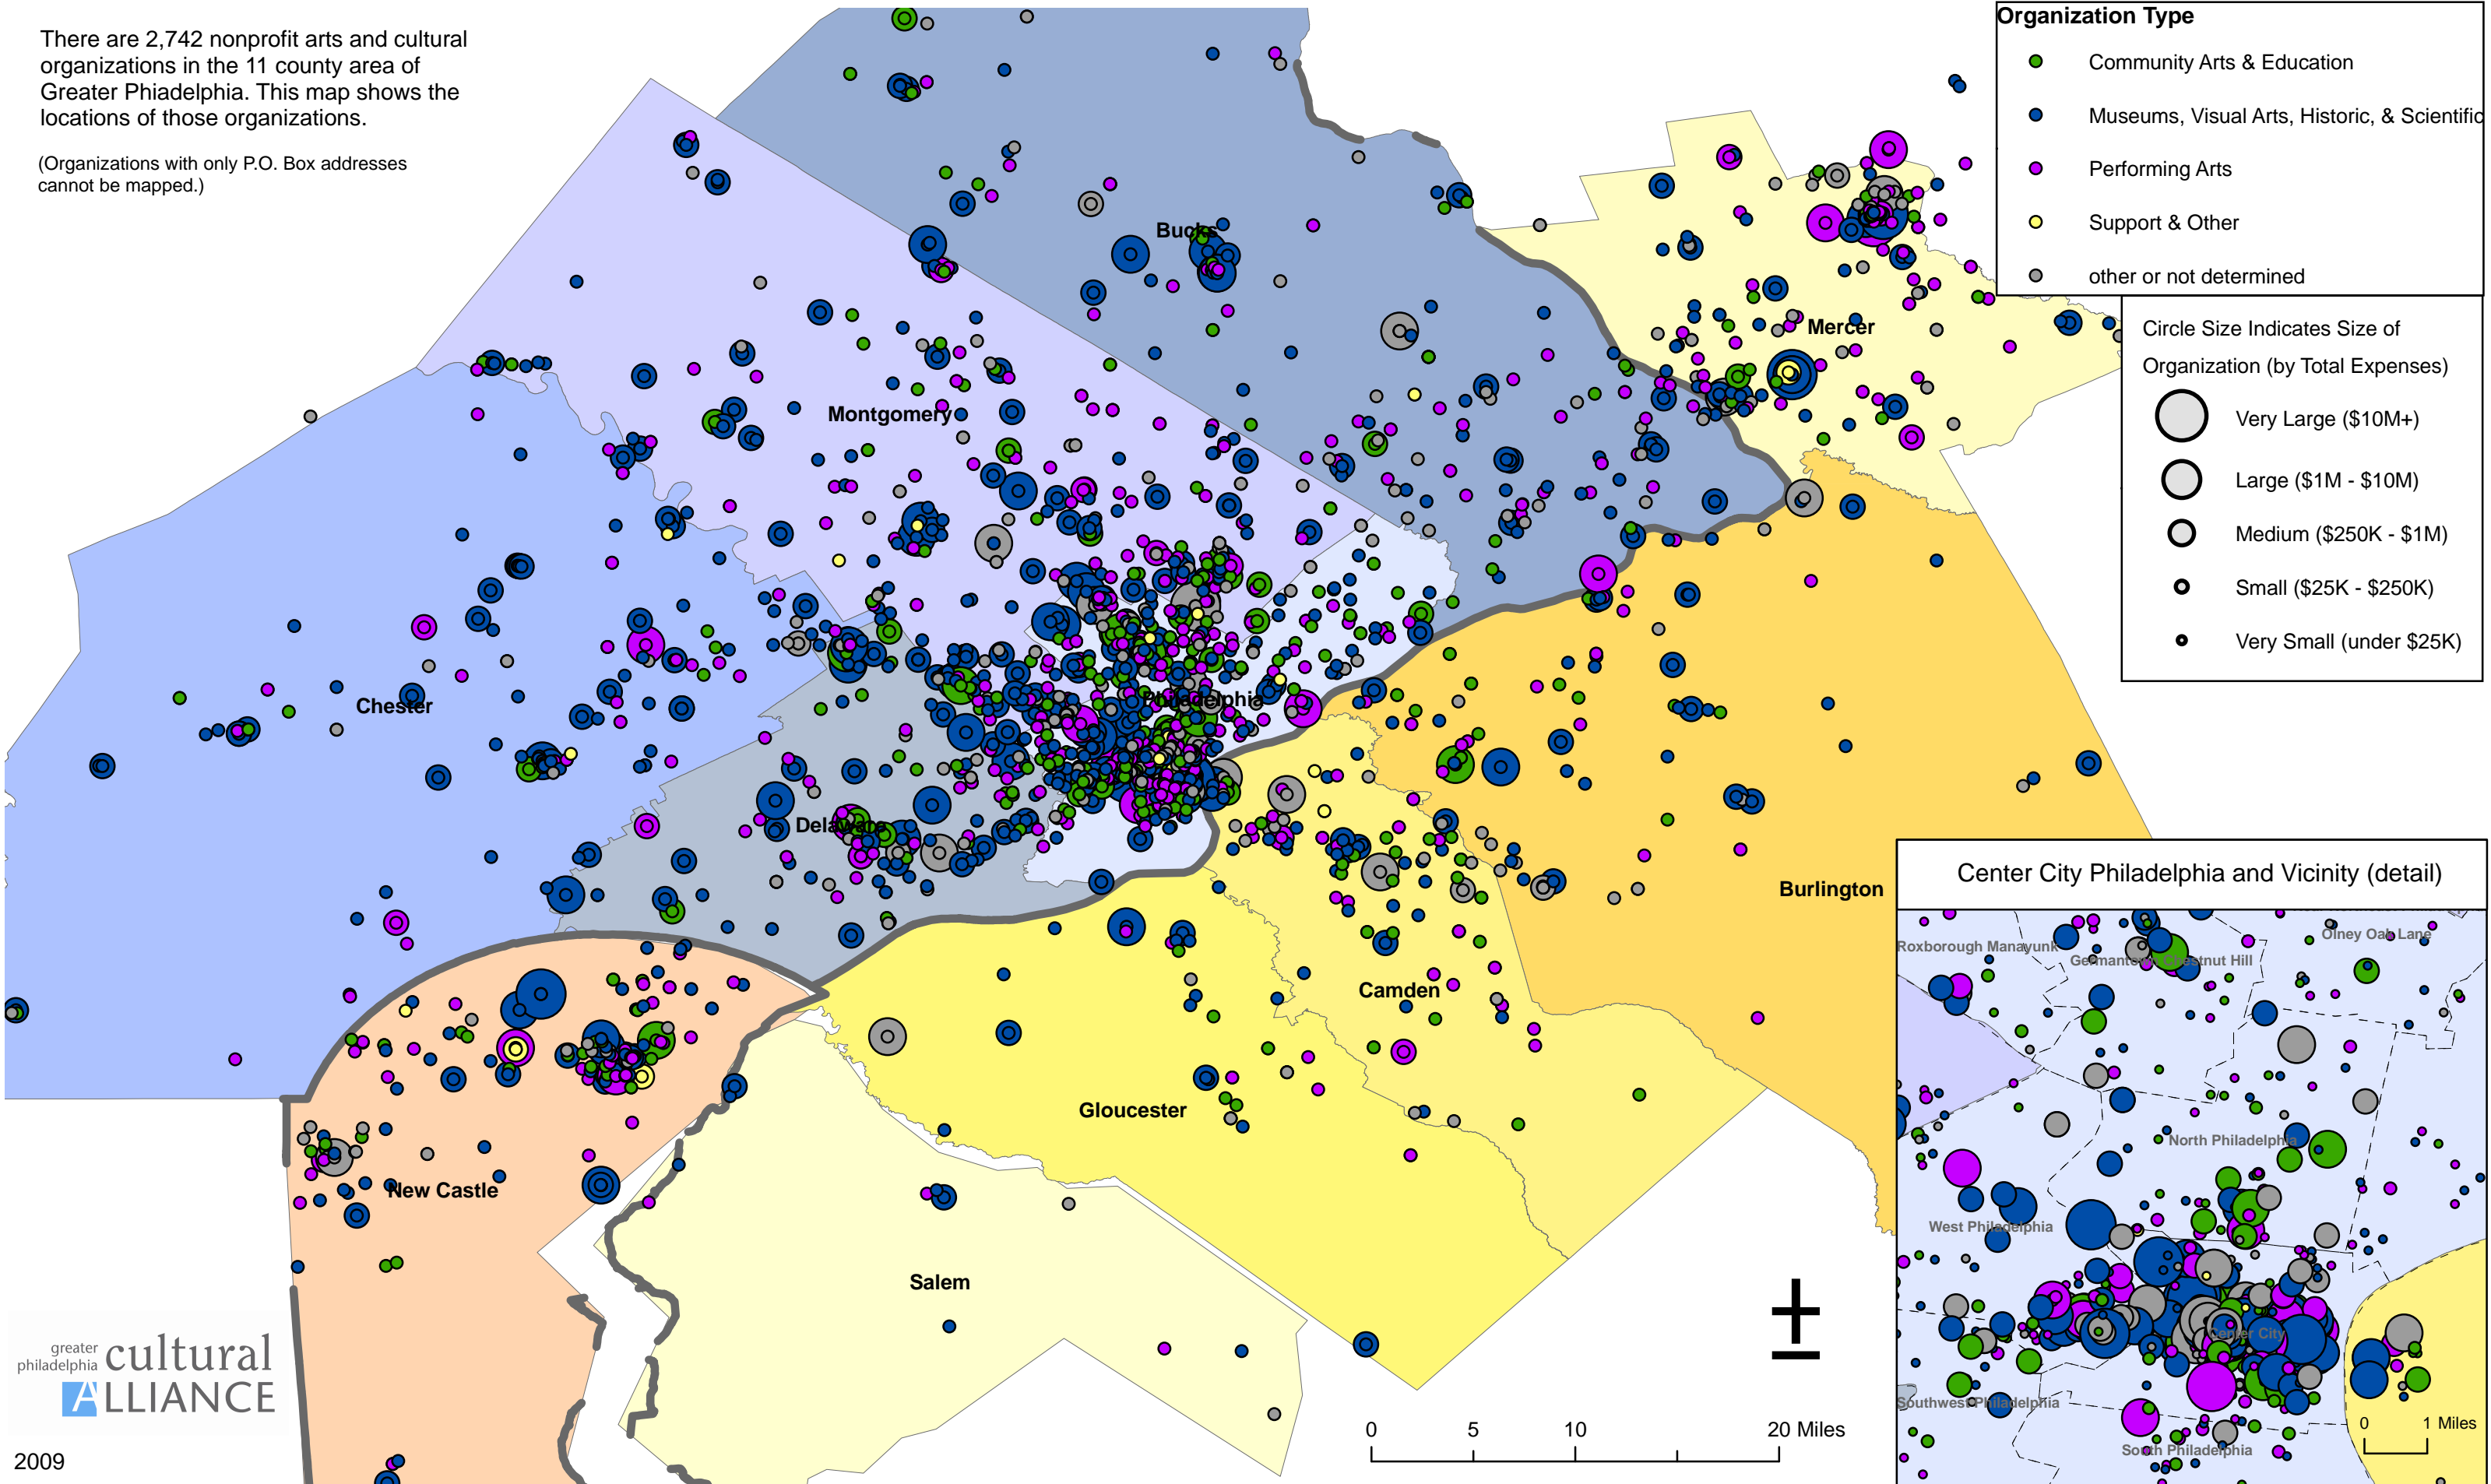 There are 2,742 nonprofit arts and cultural
organizations in the 11 county area of
Greater Phiadelphia. This map shows the
locations of those organizations.
(Organizations with only P.O. Box addresses
cannot be mapped.)
Organization Type
Community Arts & Education
Museums, Visual Arts, Historic, & Scientific
Performing Arts
Support & Other
other or not determined
Circle Size Indicates Size of
Organization (by Total Expenses)
Very Large ($10M+)
Large ($1M - $10M)
Medium ($250K - $1M)
Small ($25K - $250K)
Very Small (under $25K)
Bucks
Mercer
Montgomery
Chester
Philadelphia
Delaware
Burlington
Camden
Gloucester
New Castle
Salem
Center City Philadelphia and Vicinity (detail)
Olney Oak Lane
Roxborough Manayunk
Germantown Chestnut Hill
North Philadelphia
West Philadelphia
Center City
Southwest Philadelphia
South Philadelphia
0 1 Miles
0 5 10 20 Miles
greater
philadelphia cultural
ALLIANCE
2009